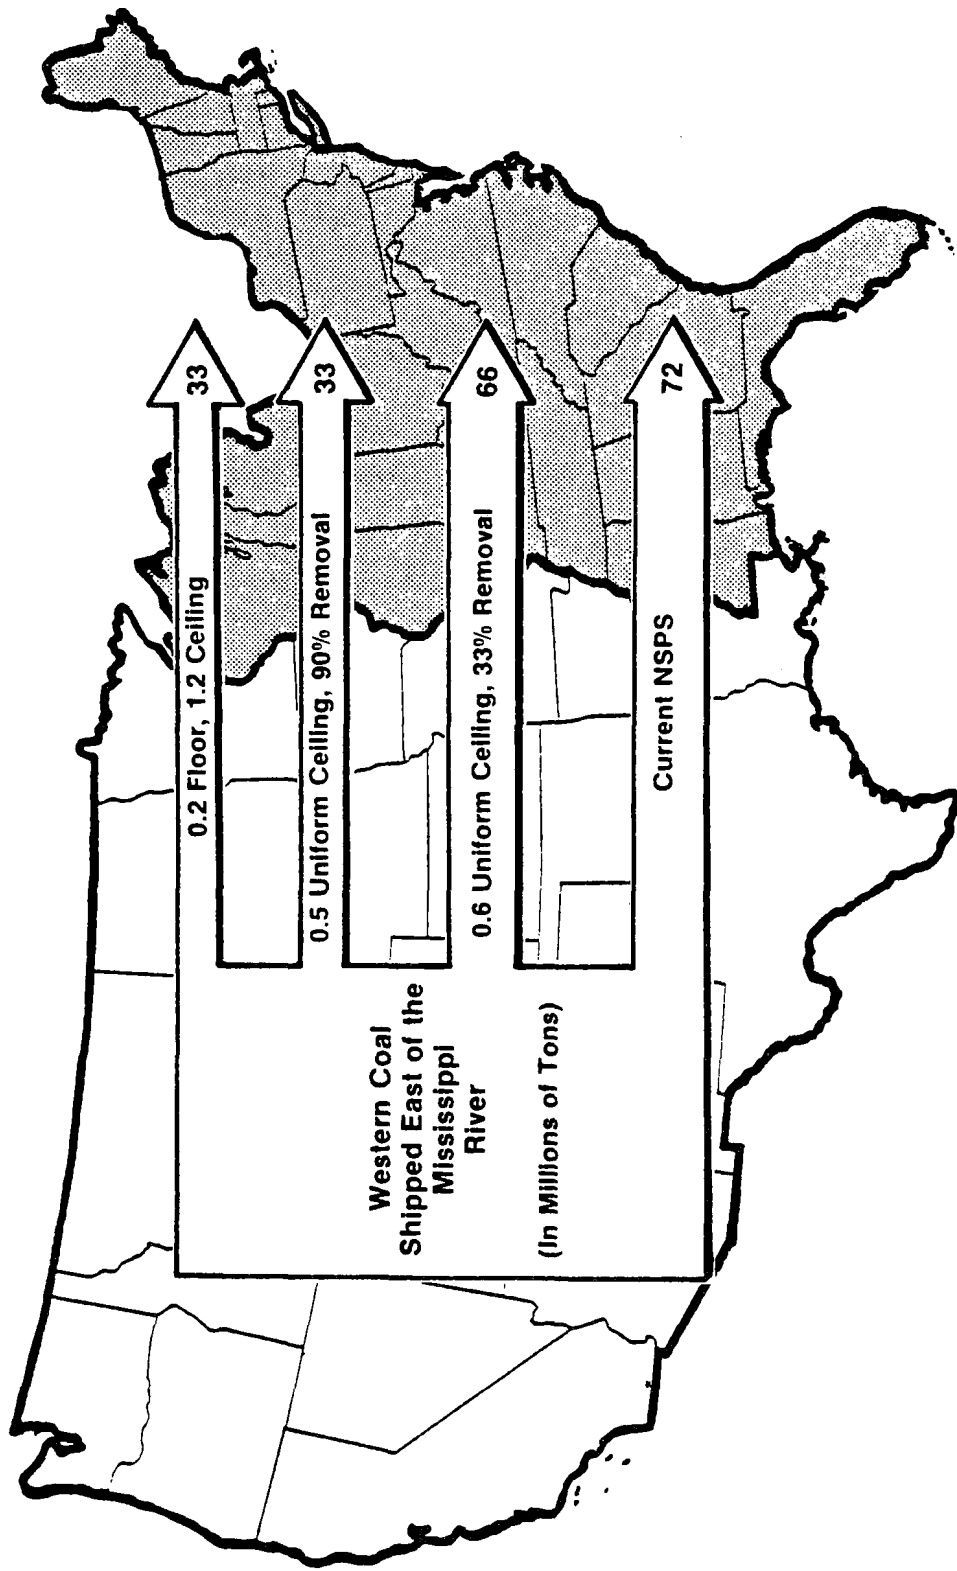 Western Coal
Shipped East of the
Mississippi
River
(In Millions of Tons)
0.2 Floor, 1.2 Ceiling 33
0.5 Uniform Ceiling, 90% Removal 33
0.6 Uniform Ceiling, 33% Removal 66
Current NSPS 72